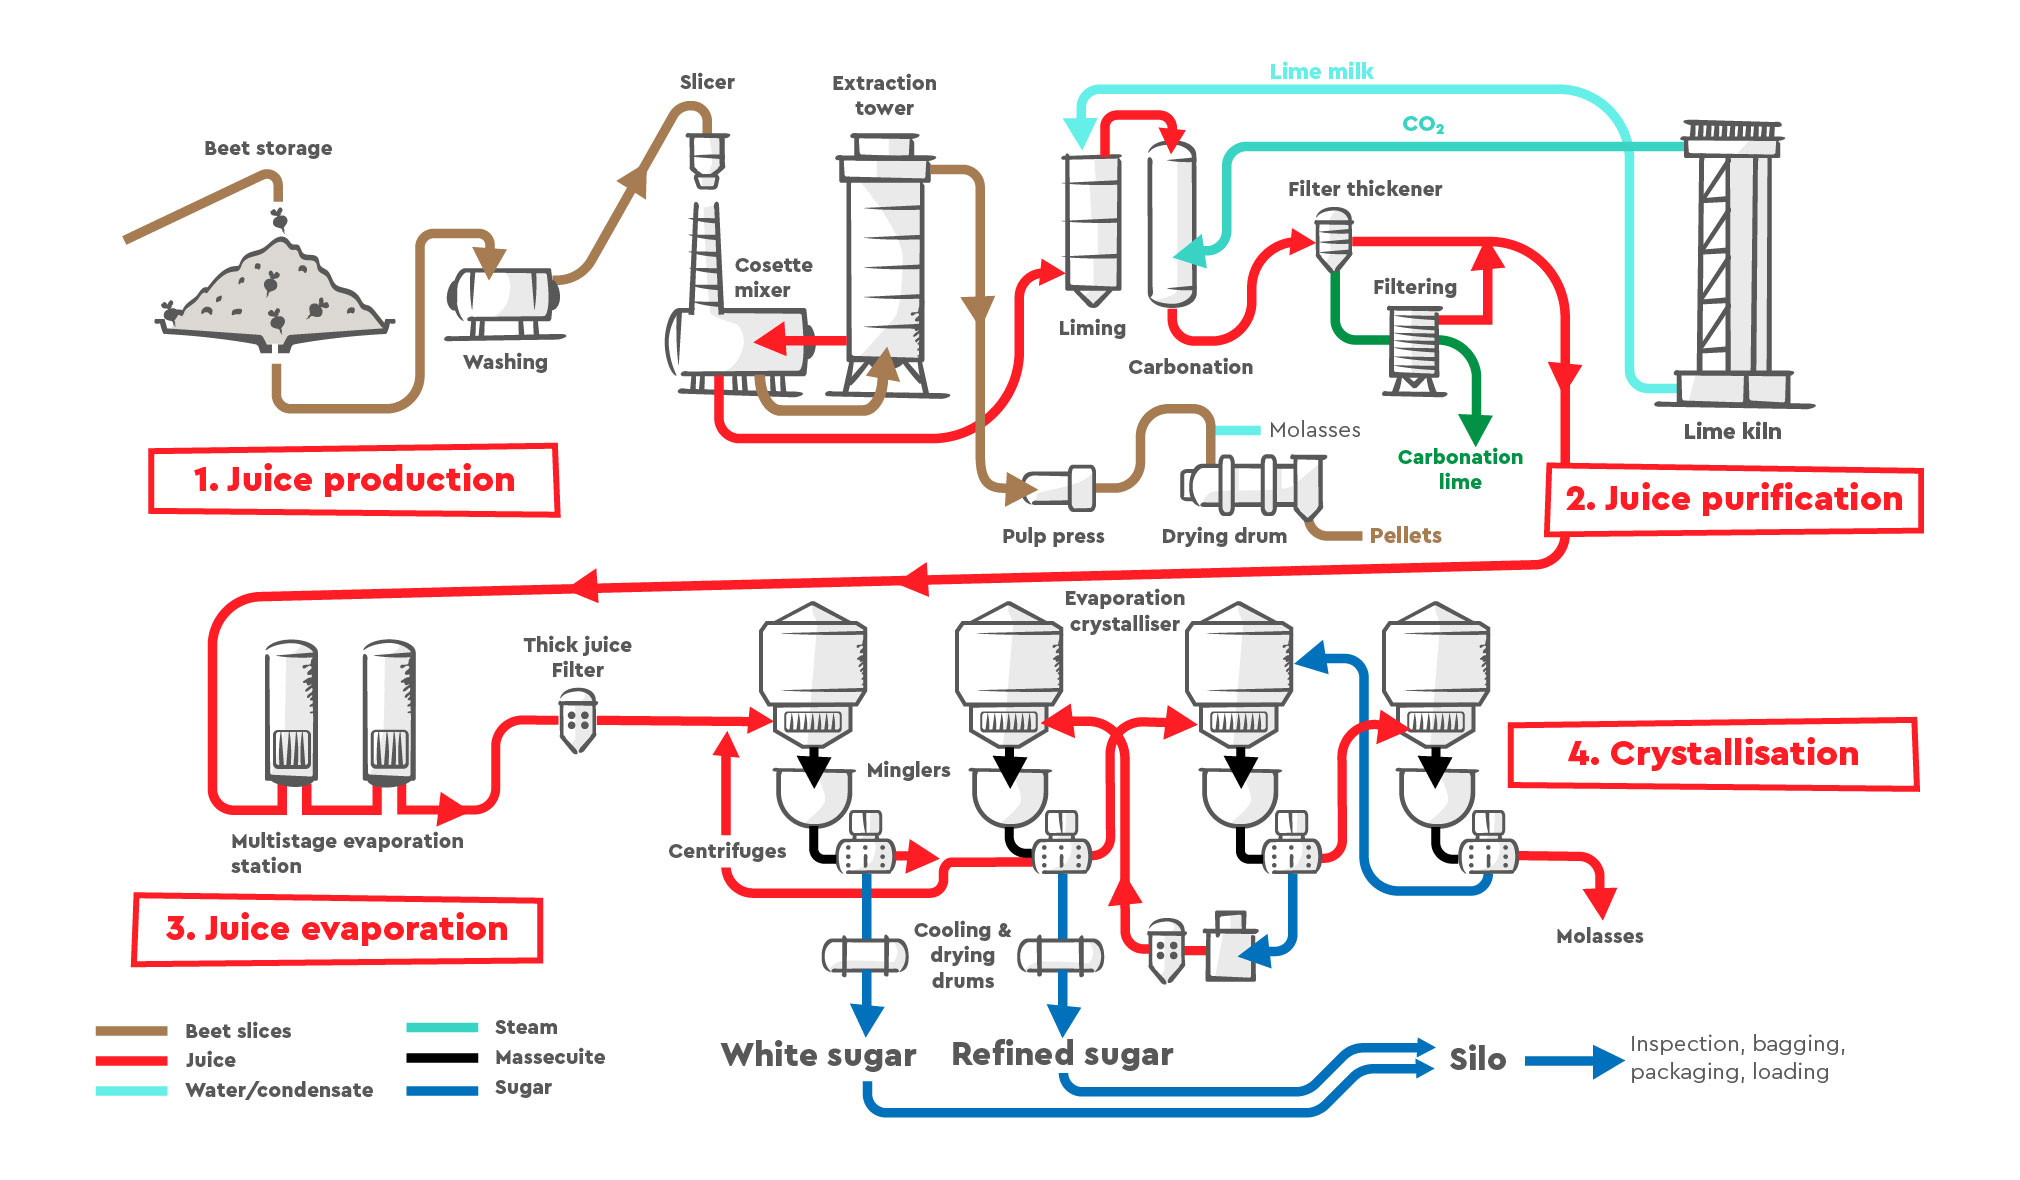 Lime milk
Slicer
Extraction
tower
CO₂
Beet storage
Filter thickener
Cosette
mixer
Filtering
Liming
Washing
Carbonation
Molasses
Lime kiln
Carbonation
lime
1. Juice production
2. Juice purification
Pulp press
Drying drum
Pellets
Evaporation
crystalliser
Thick juice
Filter
4. Crystallisation
Minglers
Multistage evaporation
station
Centrifuges
3. Juice evaporation
Cooling &
drying
drums
Molasses
Beet slices
Juice
Water/condensate
Steam
Massecuite
Sugar
White sugar
Refined sugar
Silo
Inspection, bagging,
packaging, loading